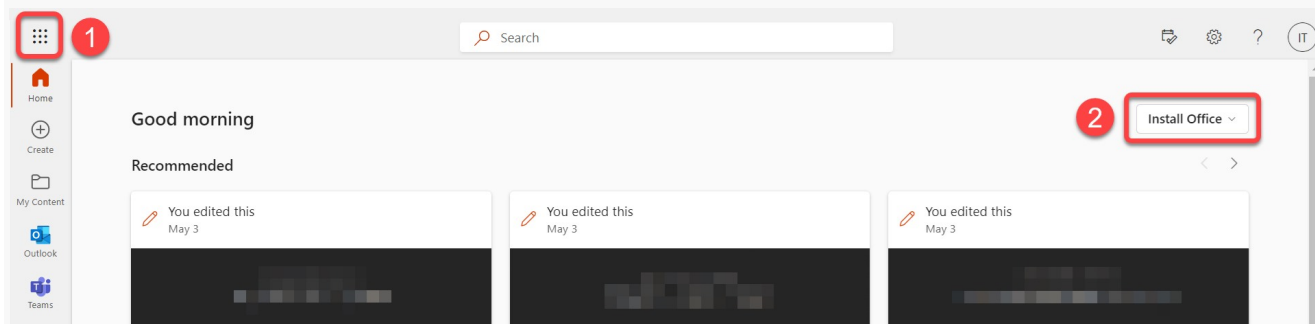 1
Search
?
IT
Home
Good morning
2
Install Office
Create
Recommended
My Content
You edited this
May 3
You edited this
May 3
You edited this
May 3
Outlook
Teams